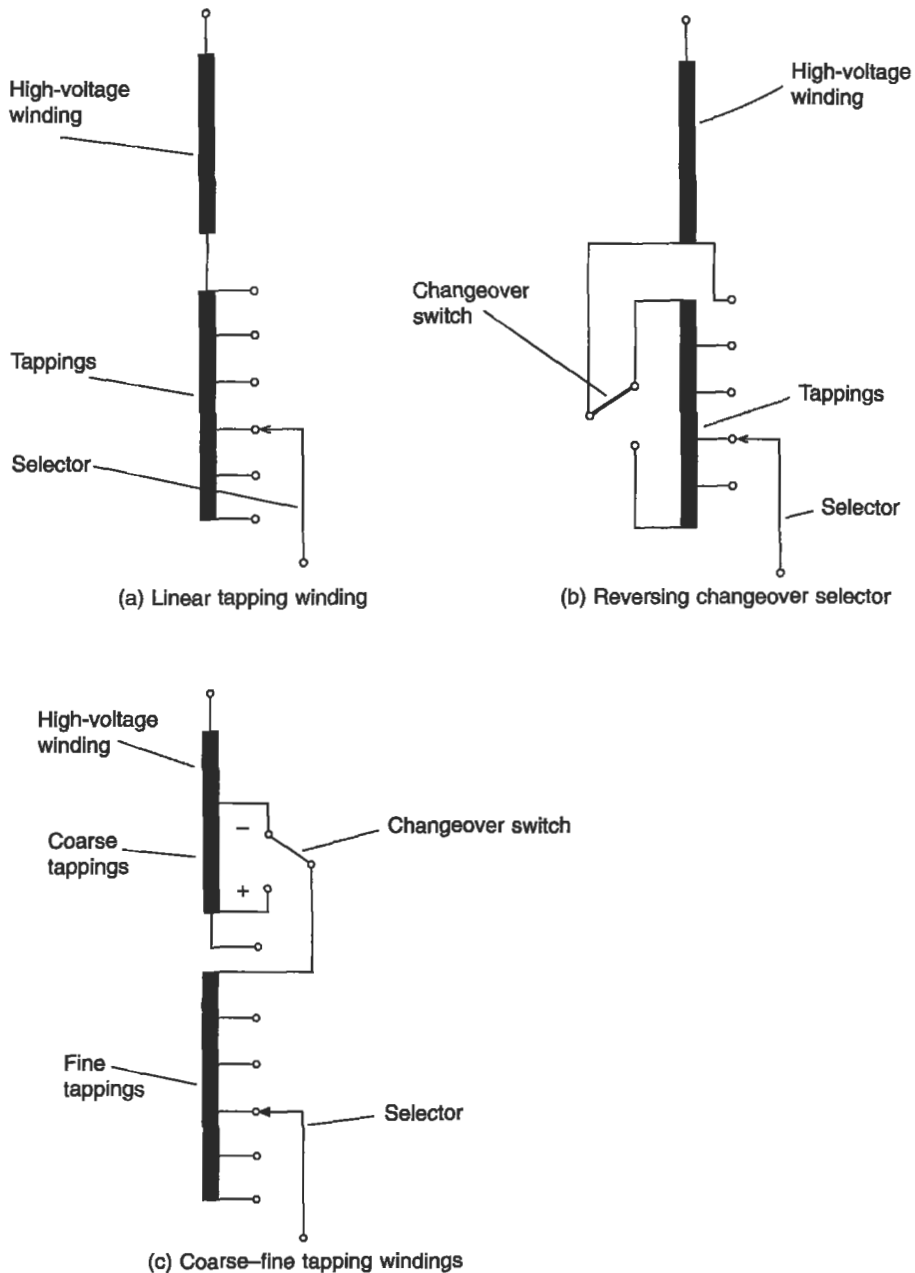 High-voltage
winding
Tappings
Selector
(a) Linear tapping winding
High-voltage
winding
Changeover
switch
Tappings
Selector
(b) Reversing changeover selector
High-voltage
winding
Coarse
tappings
−
+
Changeover switch
Fine
tappings
Selector
(c) Coarse–fine tapping windings